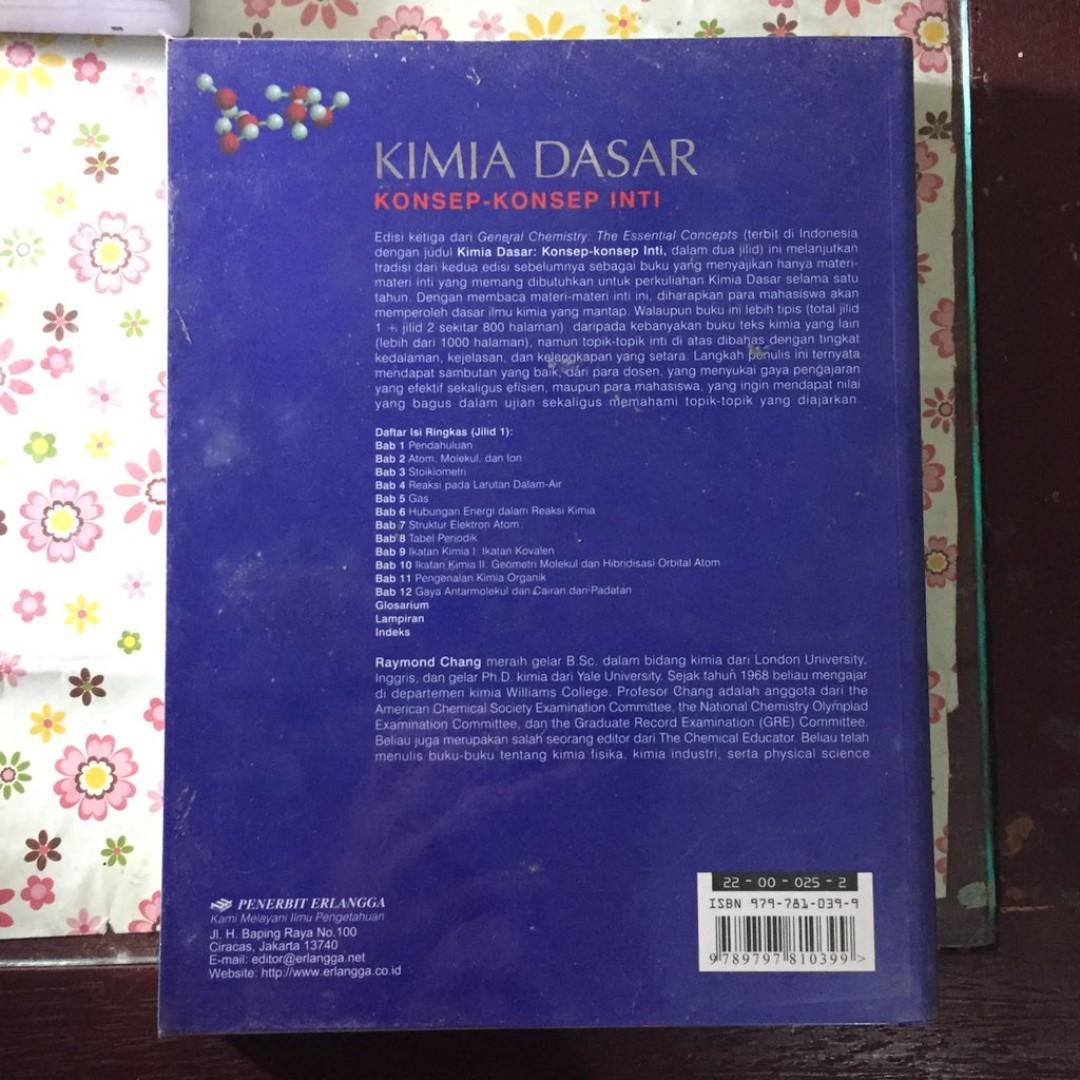 KIMIA DASAR
KONSEP-KONSEP INTI
Edisi ketiga dari General Chemistry: The Essential Concepts (terbit di Indonesia
dengan judul Kimia Dasar: Konsep-konsep Inti, dalam dua jilid) ini melanjutkan
tradisi dari kedua edisi sebelumnya sebagai buku yang menyajikan hanya materi-
materi inti yang memang dibutuhkan untuk perkuliahan Kimia Dasar selama satu
tahun. Dengan membaca materi-materi inti ini, diharapkan para mahasiswa akan
memperoleh dasar ilmu kimia yang mantap. Walaupun buku ini lebih tipis (total jilid
1 + jilid 2 sekitar 800 halaman) daripada kebanyakan buku teks kimia yang lain
(lebih dari 1000 halaman), namun topik-topik inti di atas dibahas dengan tingkat
kedalaman, kejelasan, dan kelengkapan yang setara. Langkah penulis ini ternyata
mendapat sambutan yang baik, dari para dosen, yang menyukai gaya pengajaran
yang efektif sekaligus efisien, maupun para mahasiswa, yang ingin mendapat nilai
yang bagus dalam ujian sekaligus memahami topik-topik yang diajarkan
Daftar Isi Ringkas (Jilid 1):
Bab 1 Pendahuluan
Bab 2 Atom, Molekul, dan Ion
Bab 3 Stoikiometri
Bab 4 Reaksi pada Larutan Dalam-Air
Bab 5 Gas
Bab 6 Hubungan Energi dalam Reaksi Kimia
Bab 7 Struktur Elektron Atom
Bab 8 Tabel Periodik
Bab 9 Ikatan Kimia I: Ikatan Kovalen
Bab 10 Ikatan Kimia II: Geometri Molekul dan Hibridisasi Orbital Atom
Bab 11 Pengenalan Kimia Organik
Bab 12 Gaya Antarmolekul dan Cairan dan Padatan
Glosarium
Lampiran
Indeks
Raymond Chang meraih gelar B.Sc. dalam bidang kimia dari London University,
Inggris, dan gelar Ph.D. kimia dari Yale University. Sejak tahun 1968 beliau mengajar
di departemen kimia Williams College. Profesor Chang adalah anggota dari the
American Chemical Society Examination Committee, the National Chemistry Olympiad
Examination Committee, dan the Graduate Record Examination (GRE) Committee.
Beliau juga merupakan salah seorang editor dari The Chemical Educator. Beliau telah
menulis buku-buku tentang kimia fisika, kimia industri, serta physical science
PENERBIT ERLANGGA
Kami Melayani Ilmu Pengetahuan
Jl. H. Baping Raya No.100
Ciracas, Jakarta 13740
E-mail: editor@erlangga.net
Website: http://www.erlangga.co.id
22 - 00 - 025 - 2
ISBN 979-781-039-9
9 789797 810399 >